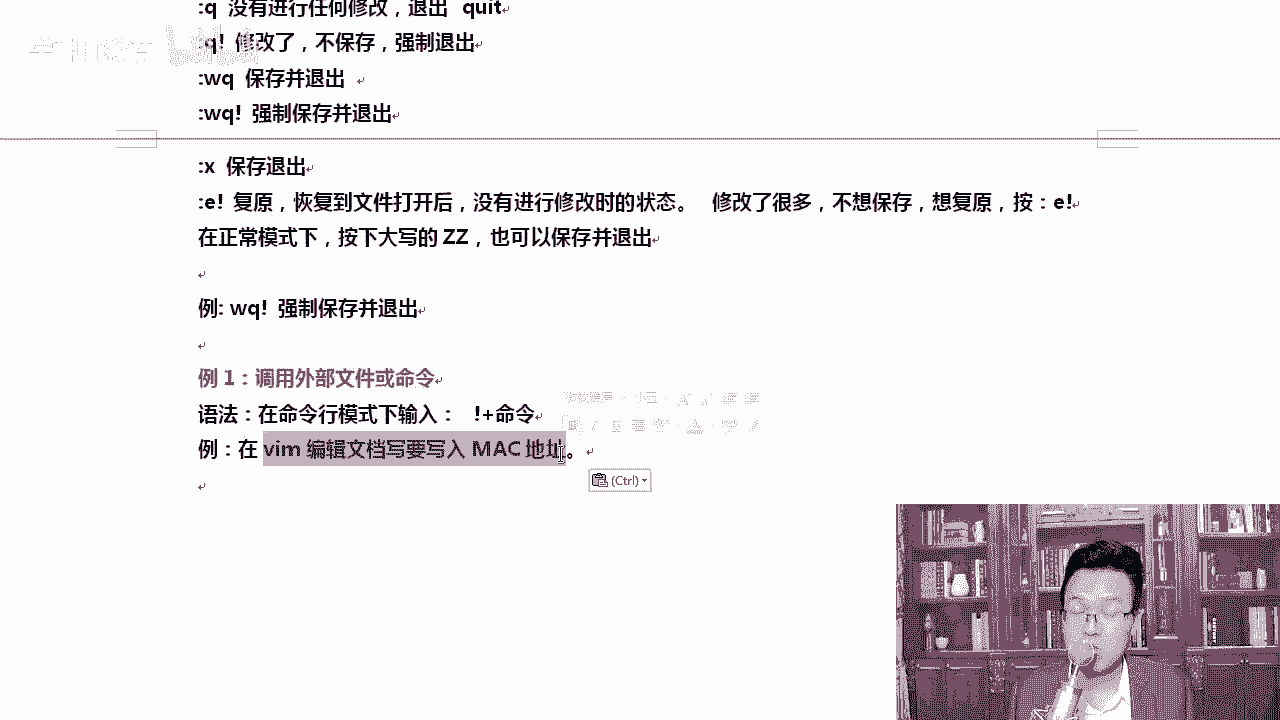 :q 没有进行任何修改，退出 quit
:q! 修改了，不保存，强制退出
:wq 保存并退出
:wq! 强制保存并退出
:x 保存退出
:e! 复原，恢复到文件打开后，没有进行修改时的状态。 修改了很多，不想保存，想复原，按：e!
在正常模式下，按下大写的 ZZ，也可以保存并退出
例: wq! 强制保存并退出
例 1：调用外部文件或命令
语法：在命令行模式下输入： !+命令
例：在 vim 编辑文档写要写入 MAC 地址。
(Ctrl)